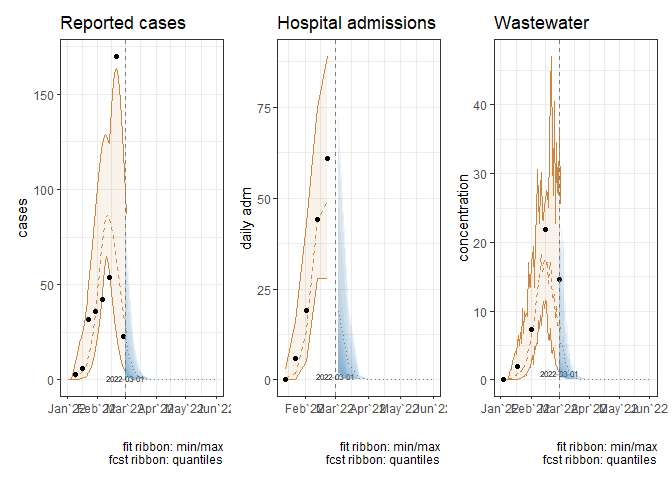 Reported cases
Hospital admissions
Wastewater
cases
150
100
50
0
2022-03-01
Jan`22 Feb`22 Mar`22 Apr`22 May`22 Jun`22
fit ribbon: min/max
fcst ribbon: quantiles
daily adm
75
50
25
0
2022-03-01
Feb`22 Mar`22 Apr`22 May`22 Jun`22
fit ribbon: min/max
fcst ribbon: quantiles
concentration
40
30
20
10
0
2022-03-01
Jan`22 Feb`22 Mar`22 Apr`22 May`22 Jun`22
fit ribbon: min/max
fcst ribbon: quantiles